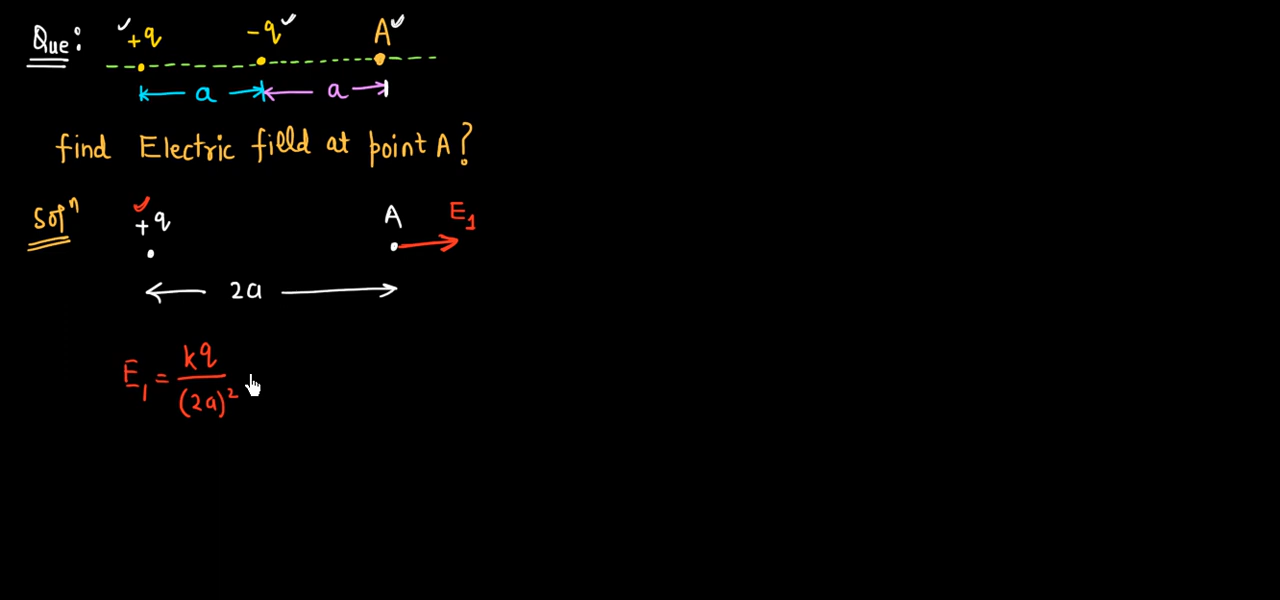 Que: +q -q A
a a
find Electric field at point A?
Solⁿ +q A E₁
2a
E₁ = kq/(2a)²